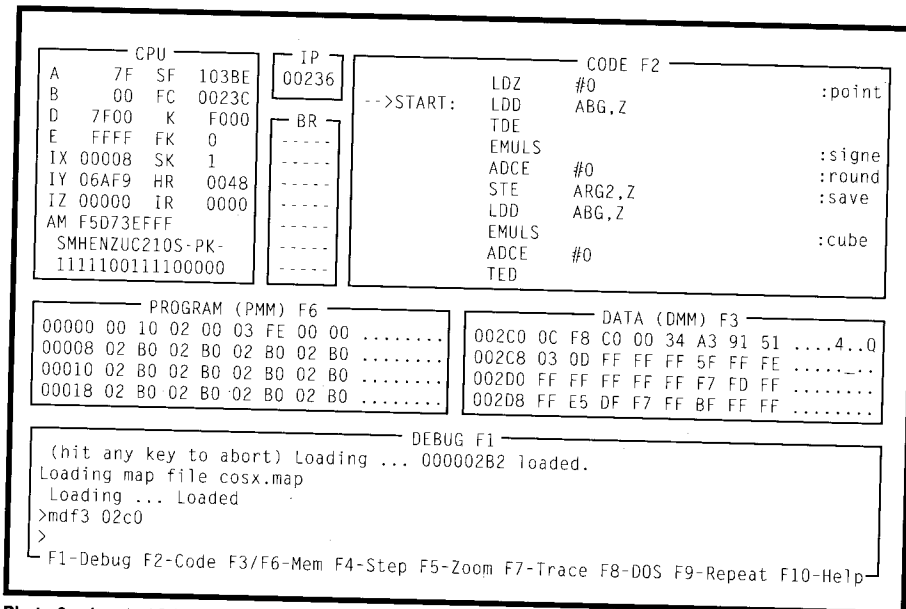 CPU
A 7F SF 103BE
B 00 FC 0023C
D 7F00 K F000
E FFFF FK 0
IX 00008 SK 1
IY 06AF9 HR 0048
IZ 00000 IR 0000
AM F5D73EFFF
SMHENZUC210S-PK-
1111100111100000
IP
00236
BR
-----
-----
-----
-----
-----
-----
-----
CODE F2
LDZ #0 :point
-->START: LDD ABG,Z
TDE
EMULS :signe
ADCE #0 :round
STE ARG2,Z :save
LDD ABG,Z
EMULS :cube
ADCE #0
TED
PROGRAM (PMM) F6
00000 00 10 02 00 03 FE 00 00 ........
00008 02 B0 02 B0 02 B0 02 B0 ........
00010 02 B0 02 B0 02 B0 02 B0 ........
00018 02 B0 02 B0 02 B0 02 B0 ........
DATA (DMM) F3
002C0 0C F8 C0 00 34 A3 91 51 ....4..Q
002C8 03 0D FF FF FF 5F FF FE ....._..
002D0 FF FF FF FF FF F7 FD FF ........
002D8 FF E5 DF F7 FF BF FF FF ........
DEBUG F1
(hit any key to abort) Loading ... 000002B2 loaded.
Loading map file cosx.map
Loading ... Loaded
>mdf3 02c0
>
F1-Debug F2-Code F3/F6-Mem F4-Step F5-Zoom F7-Trace F8-DOS F9-Repeat F10-Help